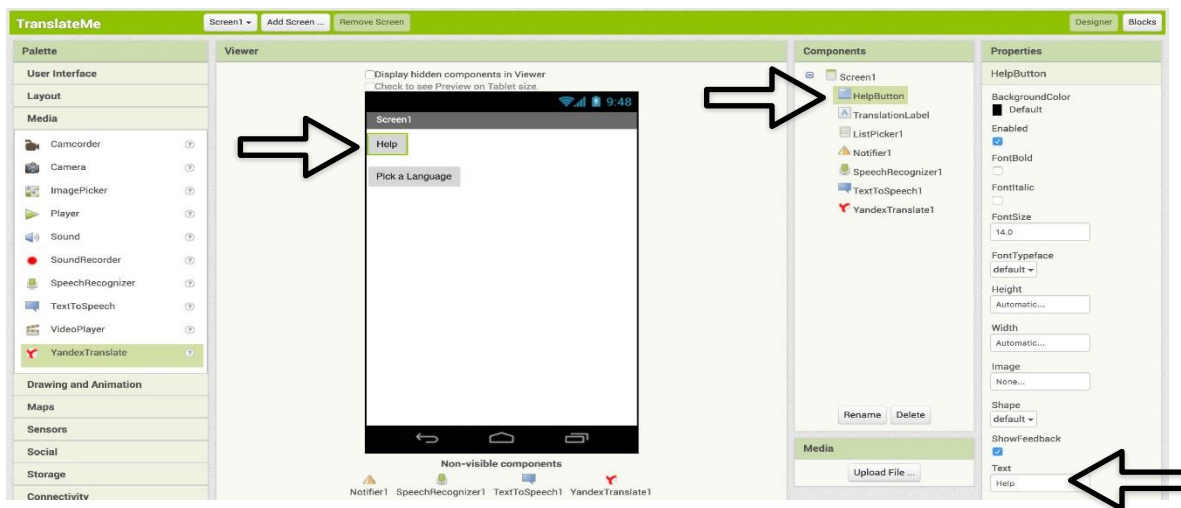 TranslateMe
Screen1
Add Screen ...
Remove Screen
Designer
Blocks
Palette
User Interface
Layout
Media
Camcorder
Camera
ImagePicker
Player
Sound
SoundRecorder
SpeechRecognizer
TextToSpeech
VideoPlayer
YandexTranslate
Drawing and Animation
Maps
Sensors
Social
Storage
Connectivity
Viewer
Display hidden components in Viewer
Check to see Preview on Tablet size.
9:48
Screen1
Help
Pick a Language
Non-visible components
Notifier1 SpeechRecognizer1 TextToSpeech1 YandexTranslate1
Components
Screen1
HelpButton
TranslationLabel
ListPicker1
Notifier1
SpeechRecognizer1
TextToSpeech1
YandexTranslate1
Rename Delete
Media
Upload File ...
Properties
HelpButton
BackgroundColor
Default
Enabled
FontBold
FontItalic
FontSize
14.0
FontTypeface
default
Height
Automatic...
Width
Automatic...
Image
None...
Shape
default
ShowFeedback
Text
Help